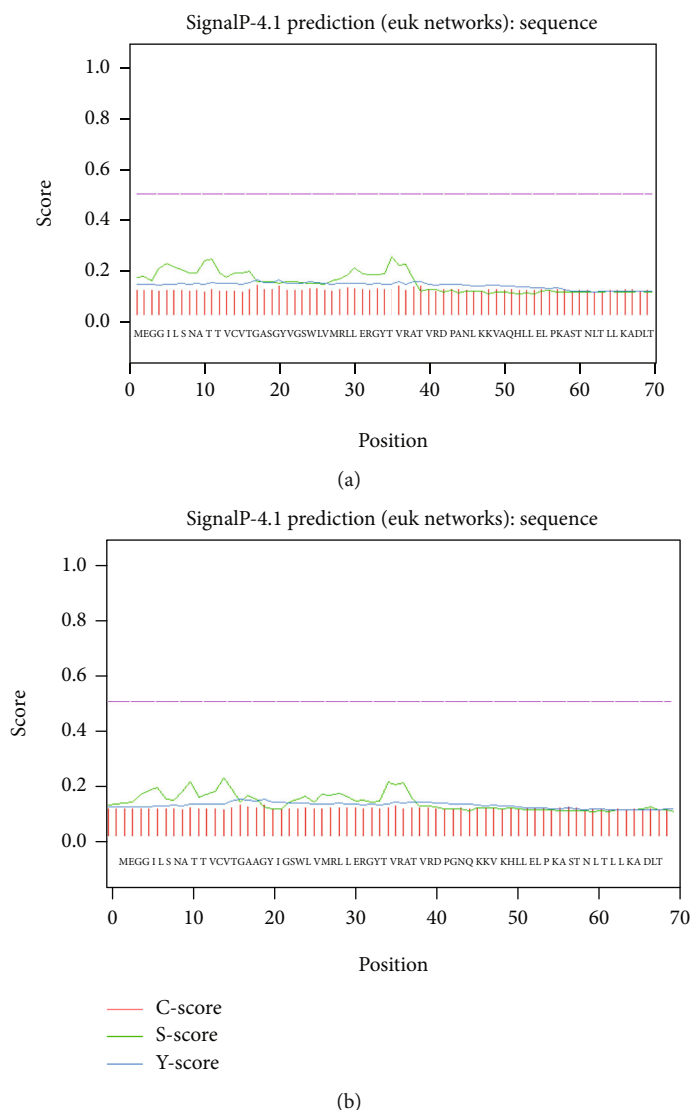 SignalP-4.1 prediction (euk networks): sequence
1.0
0.8
0.6
Score
0.4
0.2
0.0
MEGG I L S NA T T VCVTGASGYVGSWLVMRLL ERGYT VRAT VRD PANL KKVAQHLL EL PKAST NLT LL KADLT
0 10 20 30 40 50 60 70
Position
(a)
SignalP-4.1 prediction (euk networks): sequence
1.0
0.8
0.6
Score
0.4
0.2
0.0
MEGG I L S NA T T VCVTGAAGY I GSWL VMRL L ERGYT VRAT VRD PGNQ KKV KHLL EL P KA ST N L T L L KA DLT
0 10 20 30 40 50 60 70
Position
C-score
S-score
Y-score
(b)